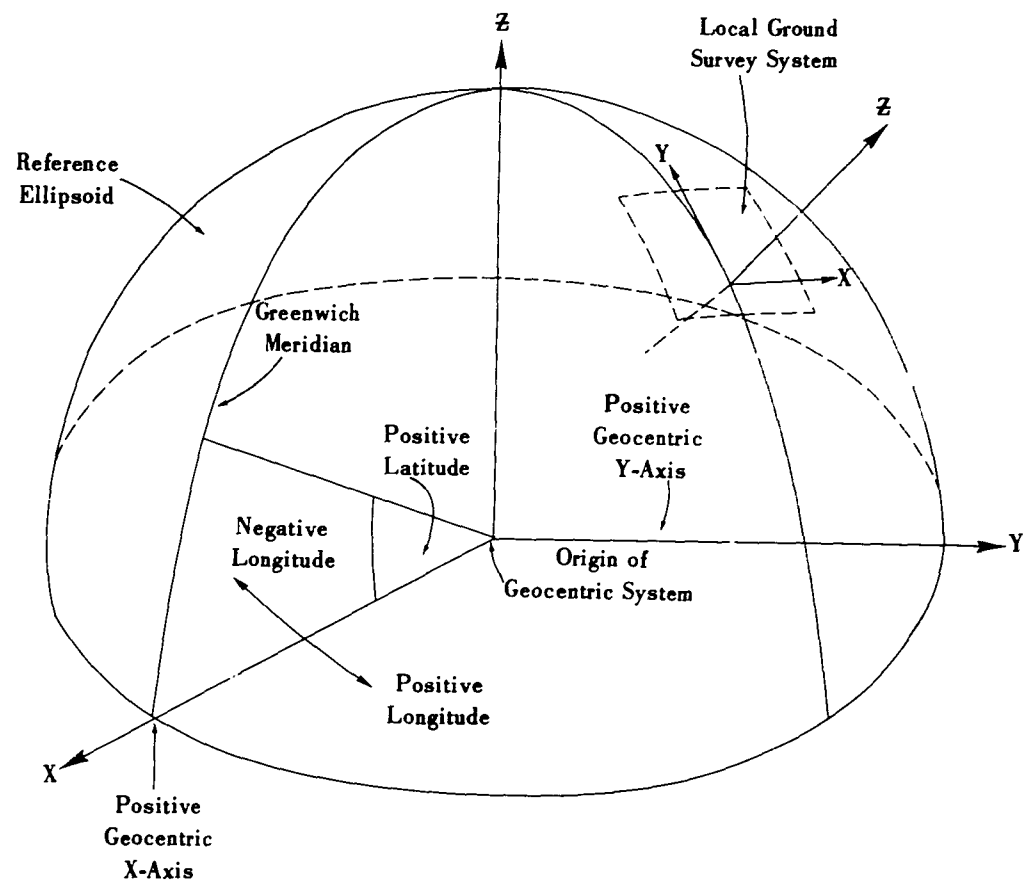 Z
Local Ground
Survey System
Z
Reference
Ellipsoid
Y
X
Greenwich
Meridian
Positive
Geocentric
Y-Axis
Positive
Latitude
Negative
Longitude
Origin of
Geocentric System
Y
Positive
Longitude
X
Positive
Geocentric
X-Axis